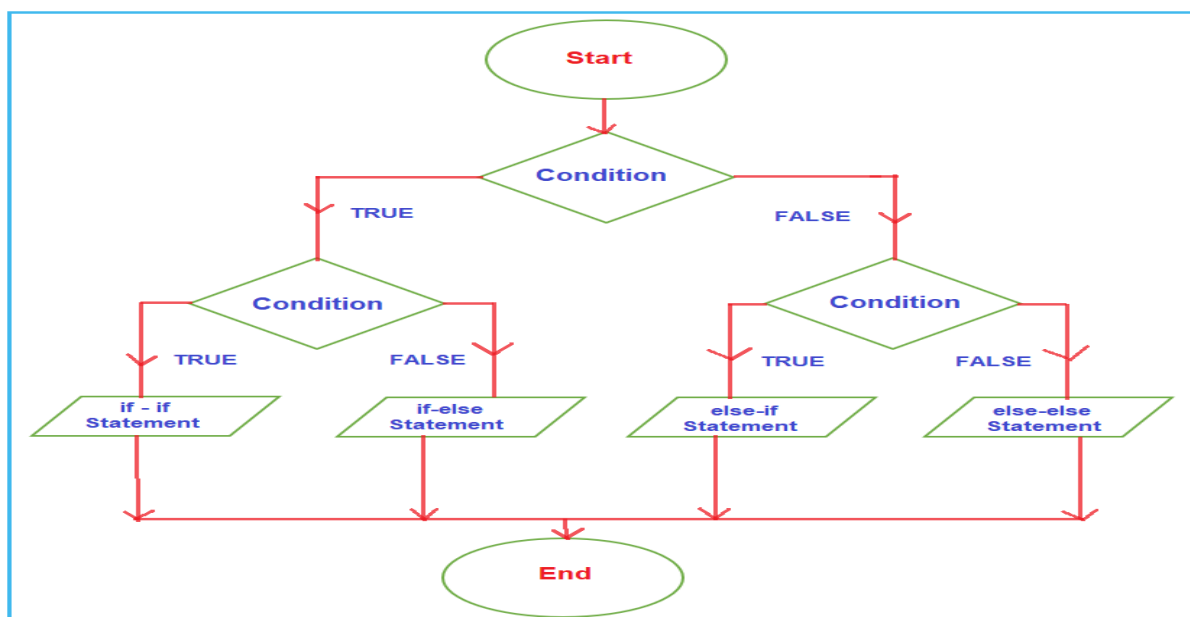 Start
Condition
TRUE
FALSE
Condition
Condition
TRUE
FALSE
TRUE
FALSE
if - if
Statement
if-else
Statement
else-if
Statement
else-else
Statement
End